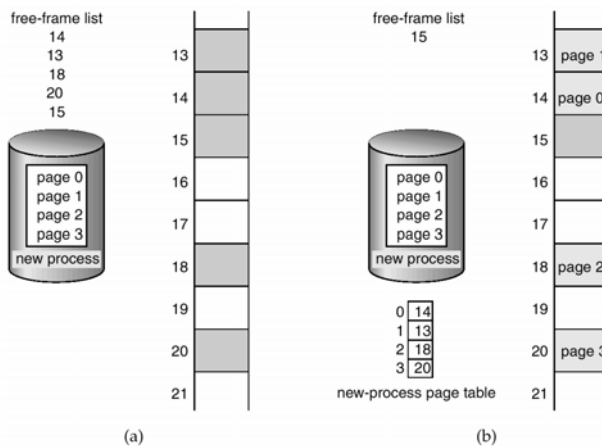 free-frame list
14
13
18
20
15
page 0
page 1
page 2
page 3
new process
13
14
15
16
17
18
19
20
21
(a)
free-frame list
15
page 0
page 1
page 2
page 3
new process
0 14
1 13
2 18
3 20
new-process page table
13 page 1
14 page 0
15
16
17
18 page 2
19
20 page 3
21
(b)